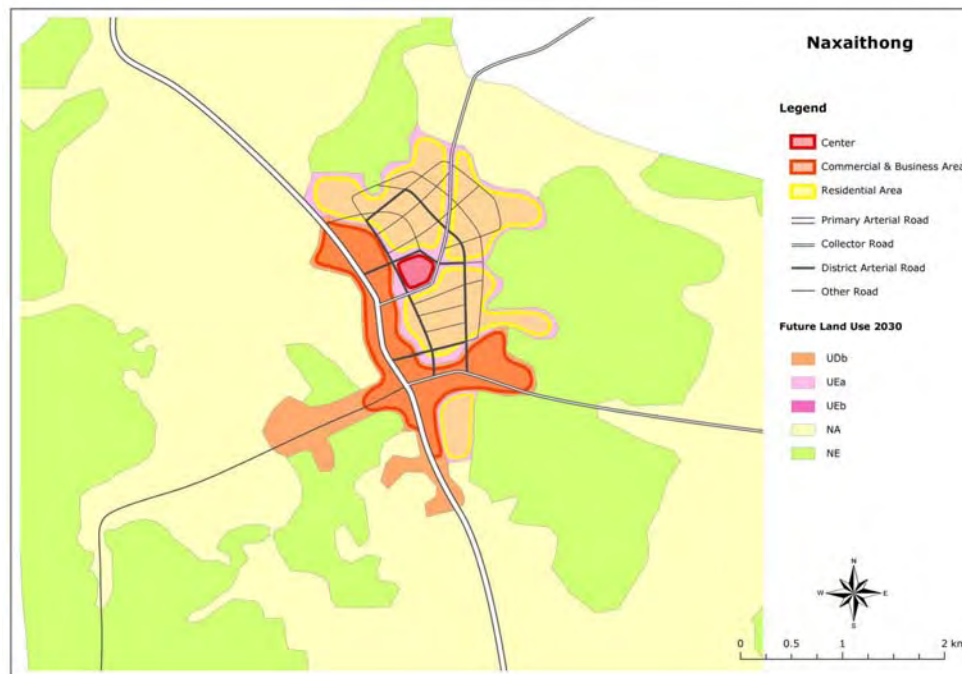 Naxaithong
Legend
Center
Commercial & Business Area
Residential Area
Primary Arterial Road
Collector Road
District Arterial Road
Other Road
Future Land Use 2030
UDb
UEa
UEb
NA
NE
N
W E
S
0 0.5 1 2 km